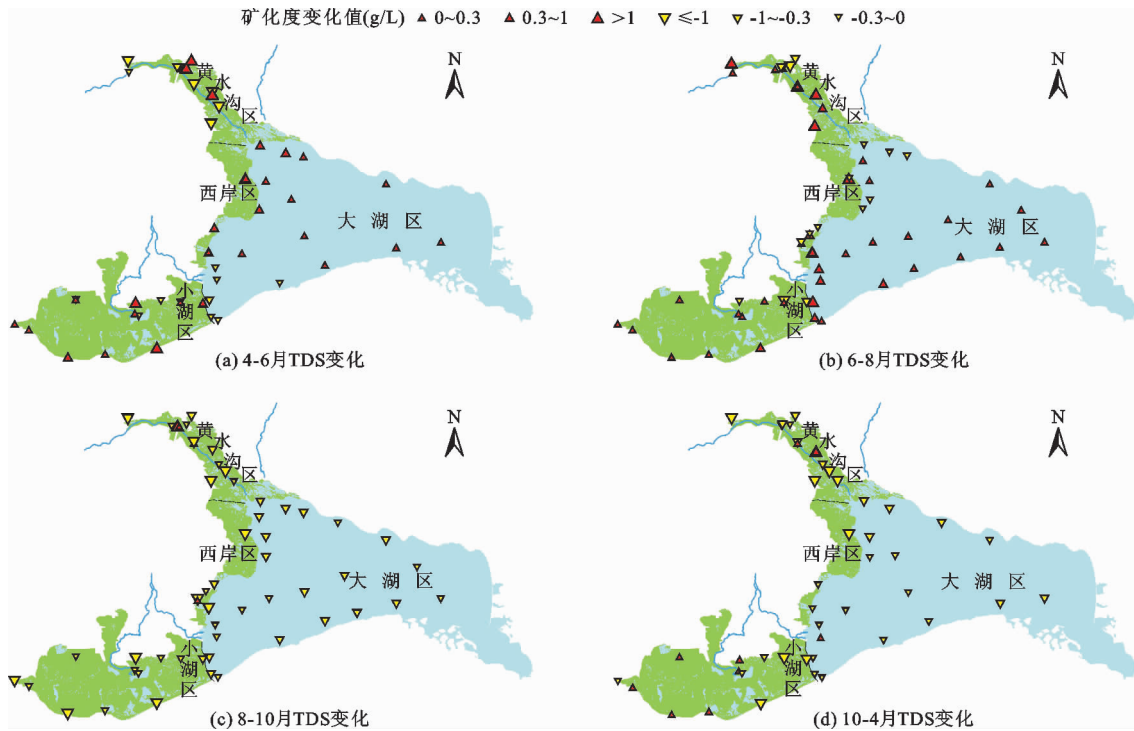 矿化度变化值(g/L) 0~0.3 0.3~1 >1 ≤-1 -1~-0.3 -0.3~0
N
黄水沟区
西岸区
大湖区
小湖区
(a) 4-6月TDS变化
N
黄水沟区
西岸区
大湖区
小湖区
(b) 6-8月TDS变化
N
黄水沟区
西岸区
大湖区
小湖区
(c) 8-10月TDS变化
N
黄水沟区
西岸区
大湖区
小湖区
(d) 10-4月TDS变化